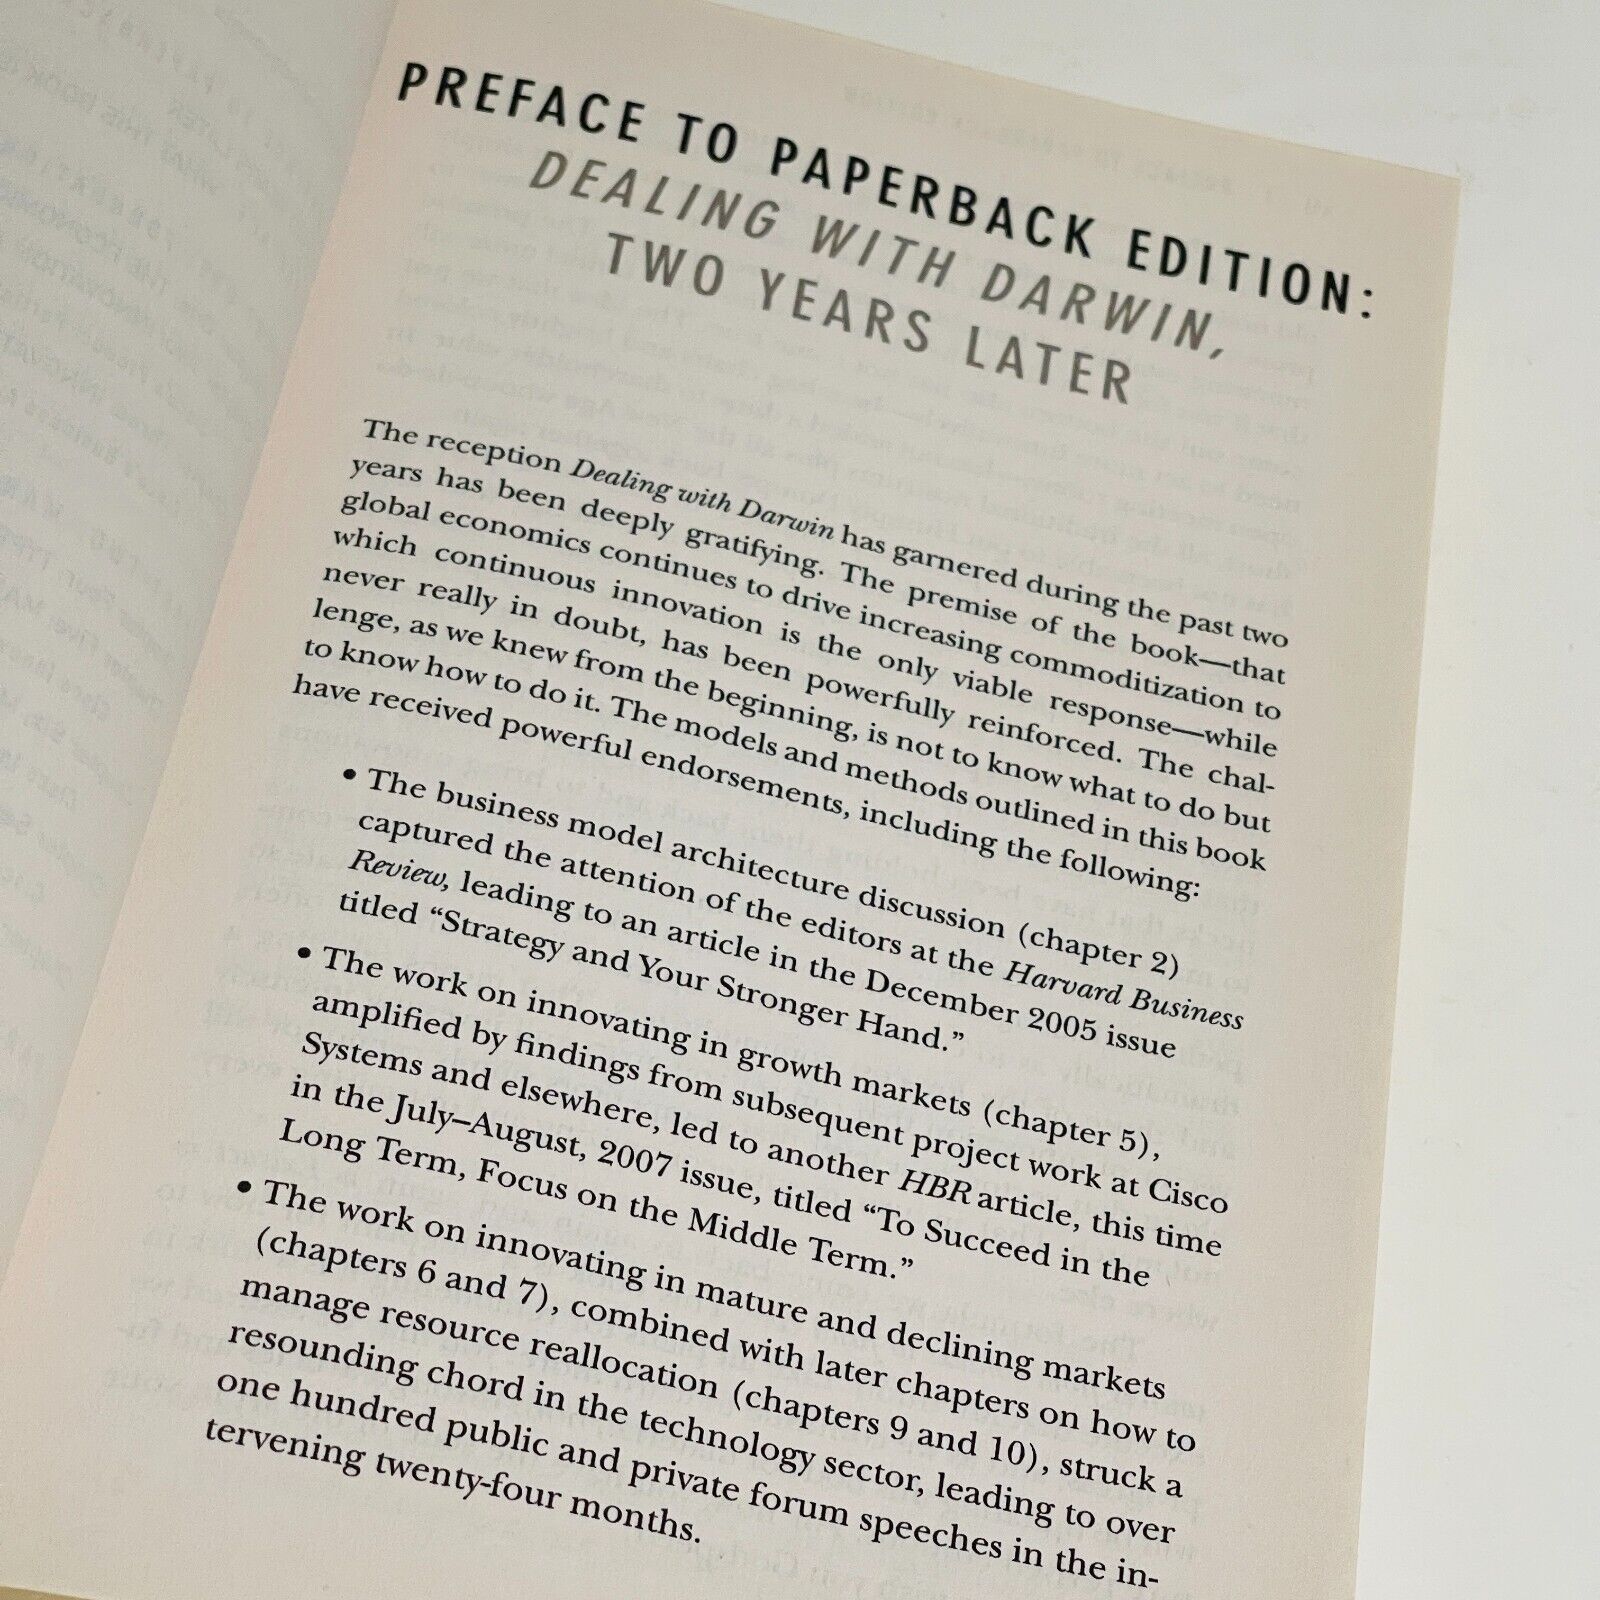 PREFACE TO PAPERBACK EDITION:
DEALING WITH DARWIN,
TWO YEARS LATER
The reception Dealing with Darwin has garnered during the past two
years has been deeply gratifying. The premise of the book—that
global economics continues to drive increasing commoditization to
which continuous innovation is the only viable response—while
never really in doubt, has been powerfully reinforced. The chal-
lenge, as we knew from the beginning, is not to know what to do but
to know how to do it. The models and methods outlined in this book
have received powerful endorsements, including the following:
• The business model architecture discussion (chapter 2)
captured the attention of the editors at the Harvard Business
Review, leading to an article in the December 2005 issue
titled “Strategy and Your Stronger Hand.”
• The work on innovating in growth markets (chapter 5),
amplified by findings from subsequent project work at Cisco
Systems and elsewhere, led to another HBR article, this time
in the July–August, 2007 issue, titled “To Succeed in the
Long Term, Focus on the Middle Term.”
• The work on innovating in mature and declining markets
(chapters 6 and 7), combined with later chapters on how to
manage resource reallocation (chapters 9 and 10), struck a
resounding chord in the technology sector, leading to over
one hundred public and private forum speeches in the in-
tervening twenty-four months.